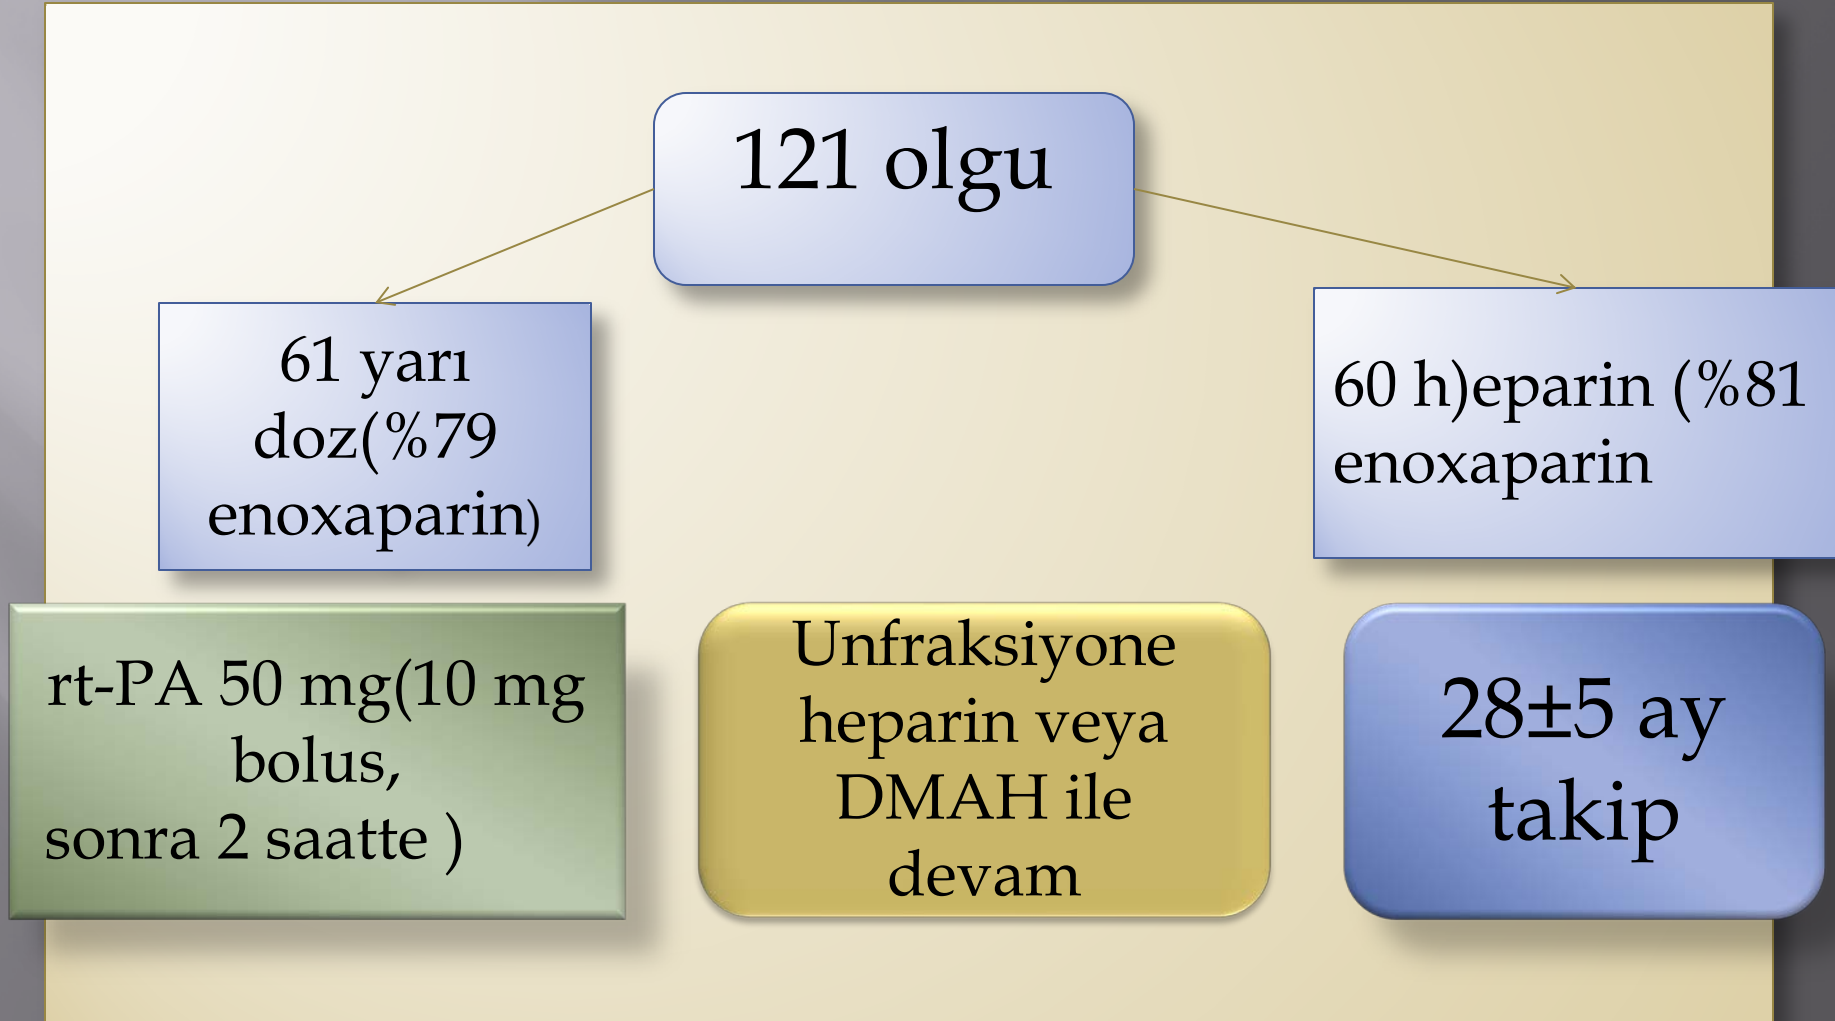 121 olgu
61 yarı
doz(%79
enoxaparin)
60 h)eparin (%81
enoxaparin
rt-PA 50 mg(10 mg
bolus,
sonra 2 saatte )
Unfraksiyone
heparin veya
DMAH ile
devam
28±5 ay
takip